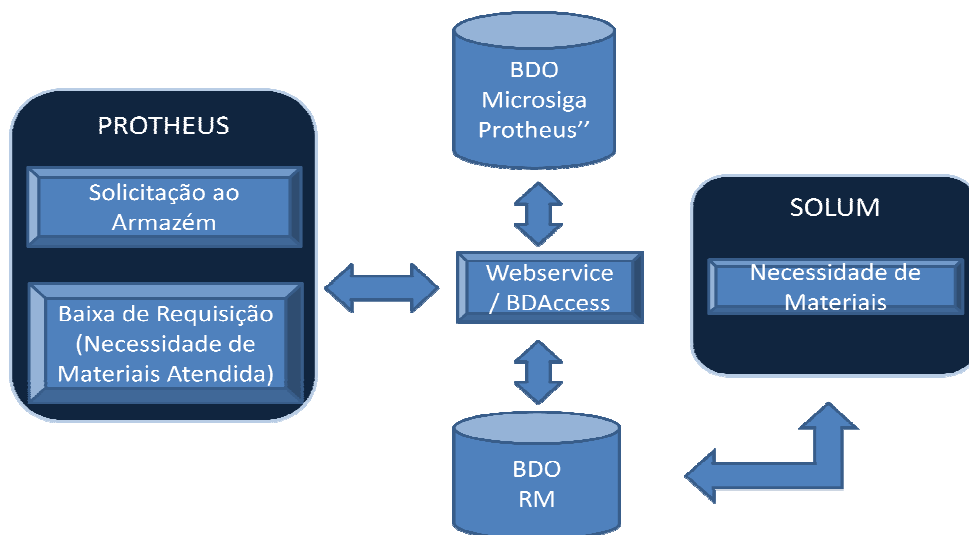 PROTHEUS
Solicitação ao
Armazém
Baixa de Requisição
(Necessidade de
Materiais Atendida)
BDO
Microsiga
Protheus’’
Webservice
/ BDAccess
BDO
RM
SOLUM
Necessidade de
Materiais